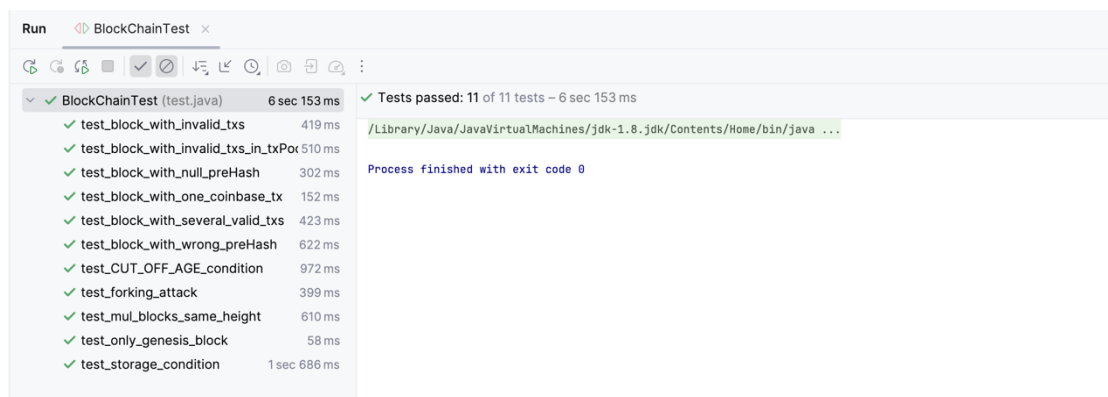 Run BlockChainTest ×
BlockChainTest (test.java) 6 sec 153 ms
test_block_with_invalid_txs 419 ms
test_block_with_invalid_txs_in_txPoo 510 ms
test_block_with_null_preHash 302 ms
test_block_with_one_coinbase_tx 152 ms
test_block_with_several_valid_txs 423 ms
test_block_with_wrong_preHash 622 ms
test_CUT_OFF_AGE_condition 972 ms
test_forking_attack 399 ms
test_mul_blocks_same_height 610 ms
test_only_genesis_block 58 ms
test_storage_condition 1 sec 686 ms
Tests passed: 11 of 11 tests – 6 sec 153 ms
/Library/Java/JavaVirtualMachines/jdk-1.8.jdk/Contents/Home/bin/java ...
Process finished with exit code 0